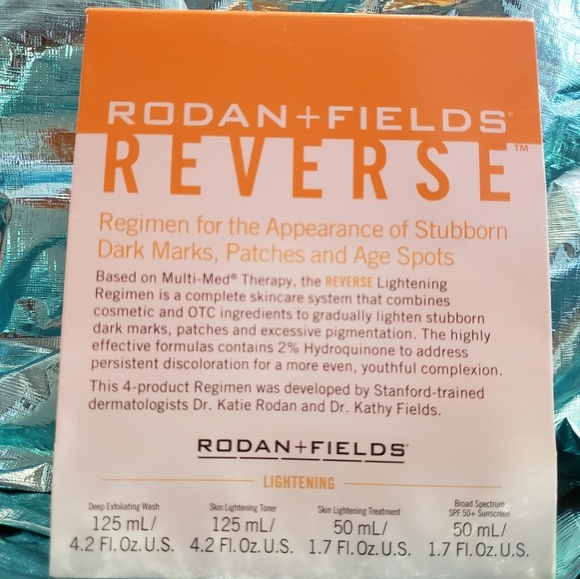 RODAN+FIELDS®
REVERSE™
Regimen for the Appearance of Stubborn
Dark Marks, Patches and Age Spots
Based on Multi-Med® Therapy, the REVERSE Lightening
Regimen is a complete skincare system that combines
cosmetic and OTC ingredients to gradually lighten stubborn
dark marks, patches and excessive pigmentation. The highly
effective formulas contains 2% Hydroquinone to address
persistent discoloration for a more even, youthful complexion.
This 4-product Regimen was developed by Stanford-trained
dermatologists Dr. Katie Rodan and Dr. Kathy Fields.
RODAN+FIELDS®
LIGHTENING
Deep Exfoliating Wash
125 mL/
4.2 Fl. Oz. U.S.
Skin Lightening Toner
125 mL/
4.2 Fl. Oz. U.S.
Skin Lightening Treatment
50 mL/
1.7 Fl. Oz. U.S.
Broad Spectrum
SPF 50+ Sunscreen
50 mL/
1.7 Fl. Oz. U.S.